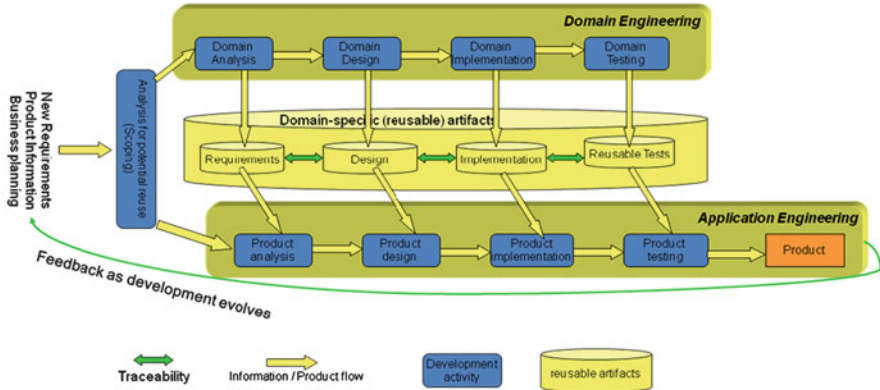 Domain Engineering
Domain
Analysis
Domain
Design
Domain
Implementation
Domain
Testing
New Requirements
Product Information
Business planning
Analysis for potential reuse
(Scoping)
Domain-specific (reusable) artifacts
Requirements
Design
Implementation
Reusable Tests
Application Engineering
Product
analysis
Product
design
Product
implementation
Product
testing
Product
Feedback as development evolves
Traceability
Information / Product flow
Development
activity
reusable artifacts